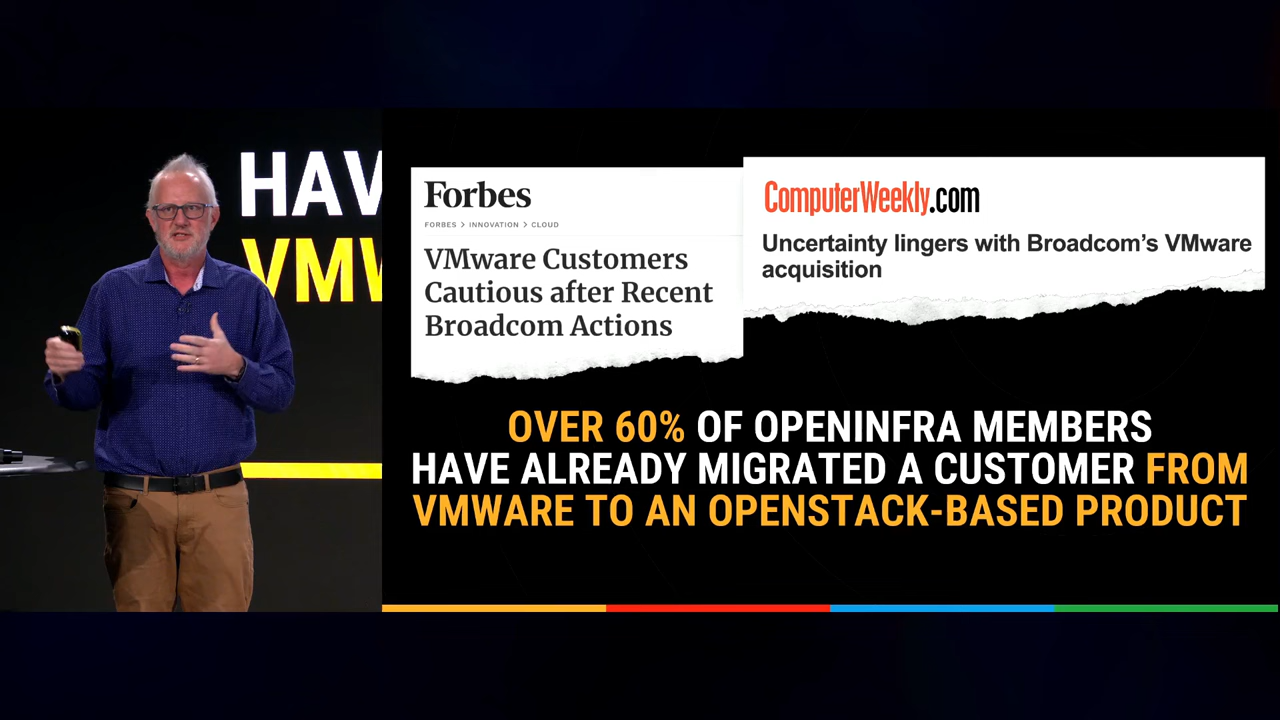 HAV
VMW
Forbes
FORBES > INNOVATION > CLOUD
VMware Customers
Cautious after Recent
Broadcom Actions
ComputerWeekly.com
Uncertainty lingers with Broadcom's VMware
acquisition
OVER 60% OF OPENINFRA MEMBERS
HAVE ALREADY MIGRATED A CUSTOMER FROM
VMWARE TO AN OPENSTACK-BASED PRODUCT